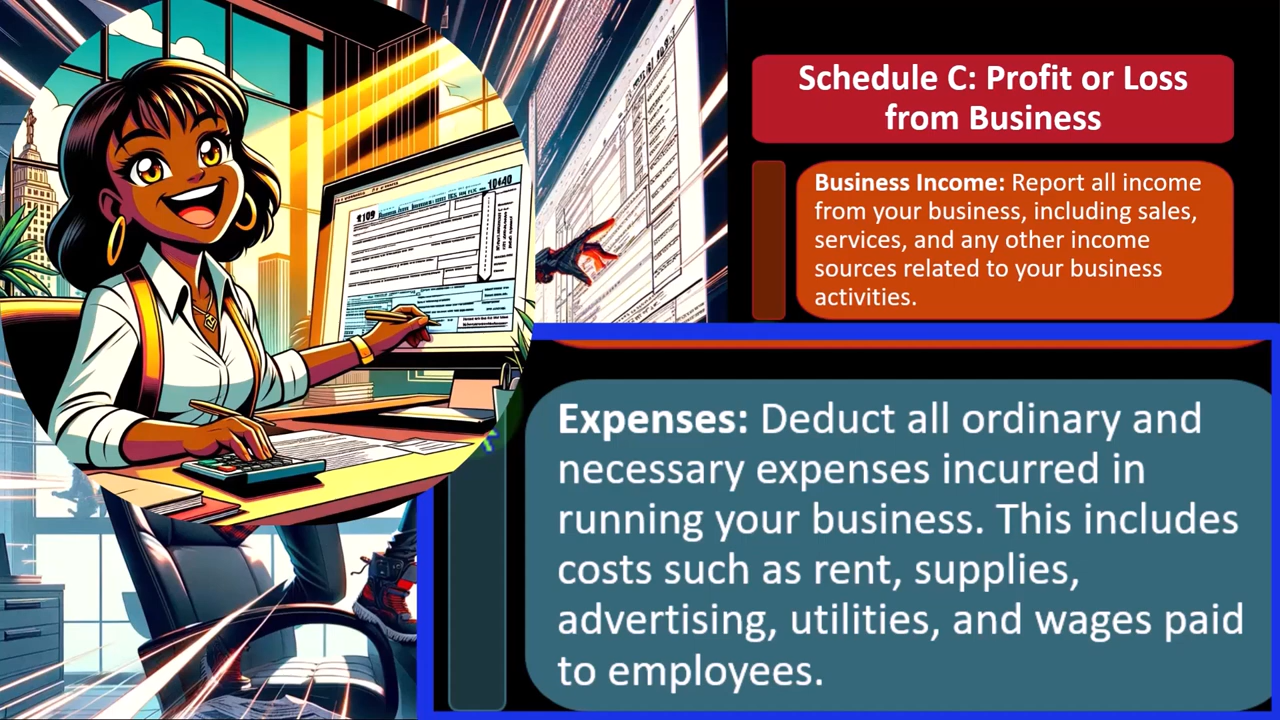 Schedule C: Profit or Loss
from Business
Business Income: Report all income
from your business, including sales,
services, and any other income
sources related to your business
activities.
Expenses: Deduct all ordinary and
necessary expenses incurred in
running your business. This includes
costs such as rent, supplies,
advertising, utilities, and wages paid
to employees.